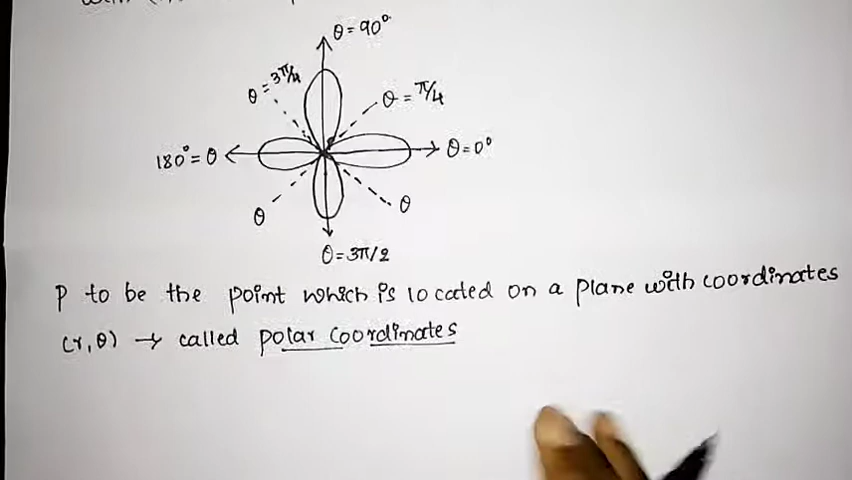 θ = 90°
θ = 3π/4
θ = π/4
180° = θ
θ = 0°
θ
θ
θ = 3π/2
P to be the point which is located on a plane with coordinates
(r, θ) → called polar coordinates